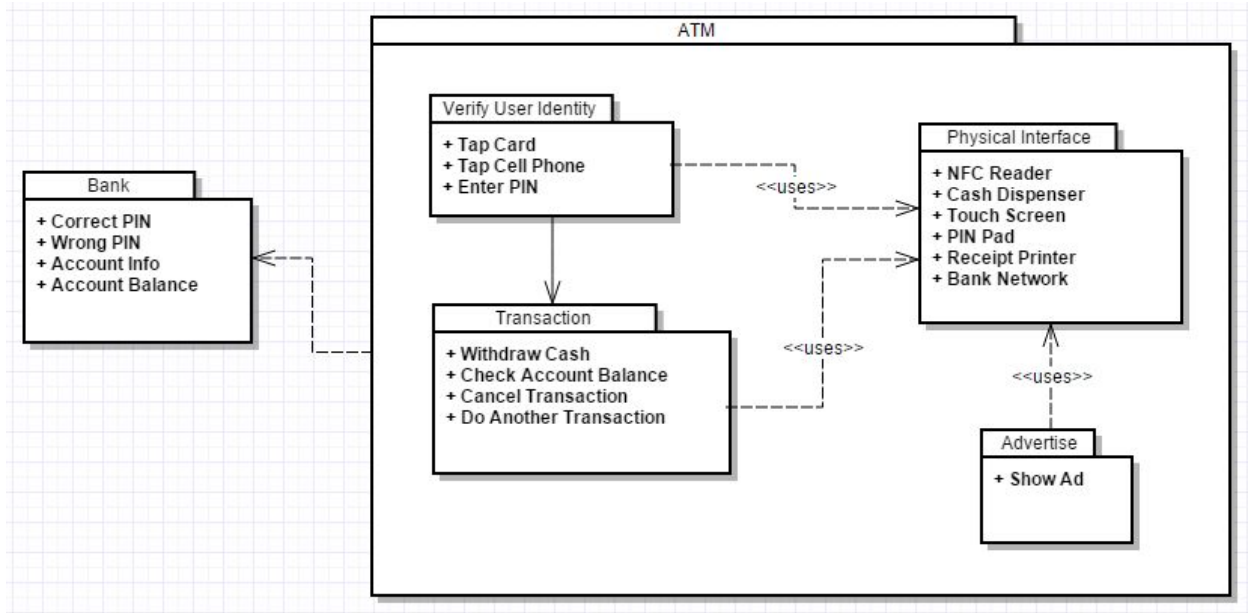 ATM
Verify User Identity
+ Tap Card
+ Tap Cell Phone
+ Enter PIN
Physical Interface
+ NFC Reader
+ Cash Dispenser
+ Touch Screen
+ PIN Pad
+ Receipt Printer
+ Bank Network
<<uses>>
Bank
+ Correct PIN
+ Wrong PIN
+ Account Info
+ Account Balance
Transaction
+ Withdraw Cash
+ Check Account Balance
+ Cancel Transaction
+ Do Another Transaction
<<uses>>
<<uses>>
Advertise
+ Show Ad